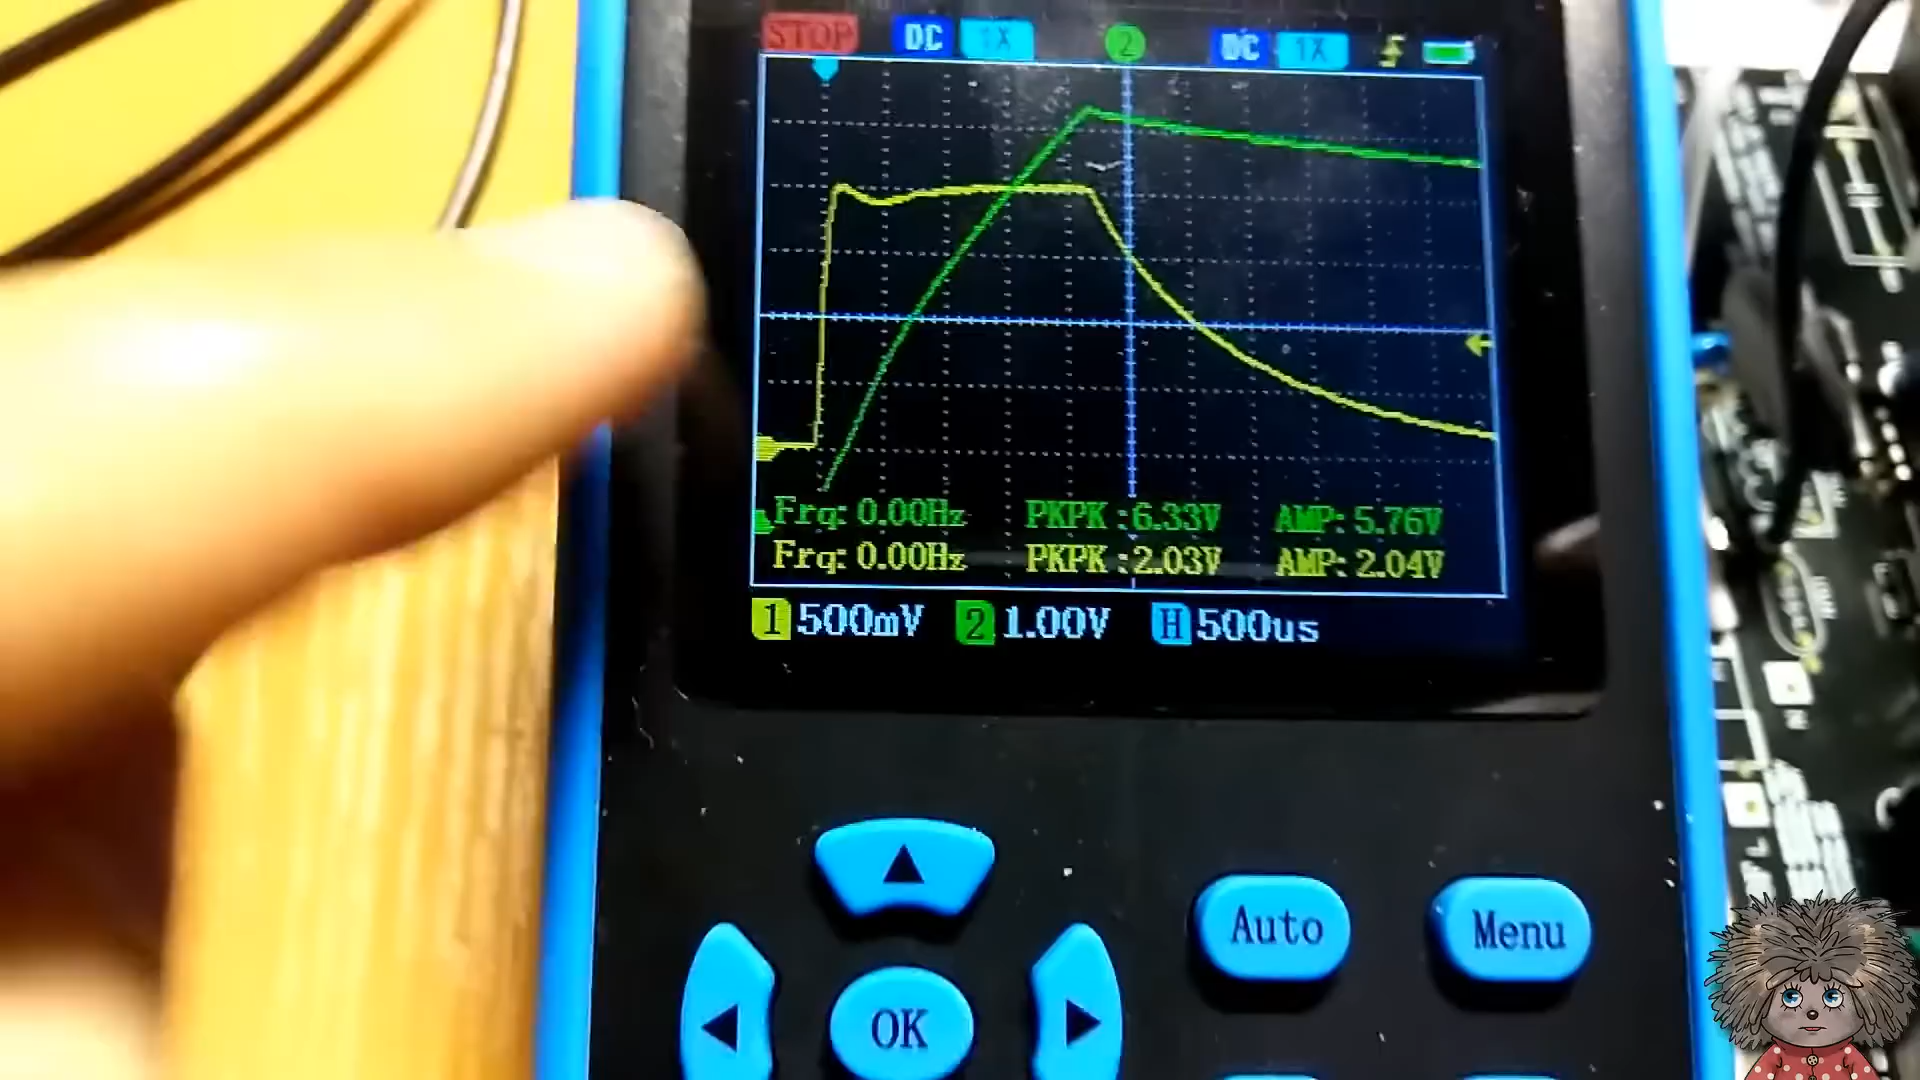 STOP DC 1X 2 DC 1X
Frq: 0.00Hz PKPK:6.33V AMP: 5.76V
Frq: 0.00Hz PKPK:2.03V AMP: 2.04V
1 500mV 2 1.00V H 500us
Auto Menu
OK